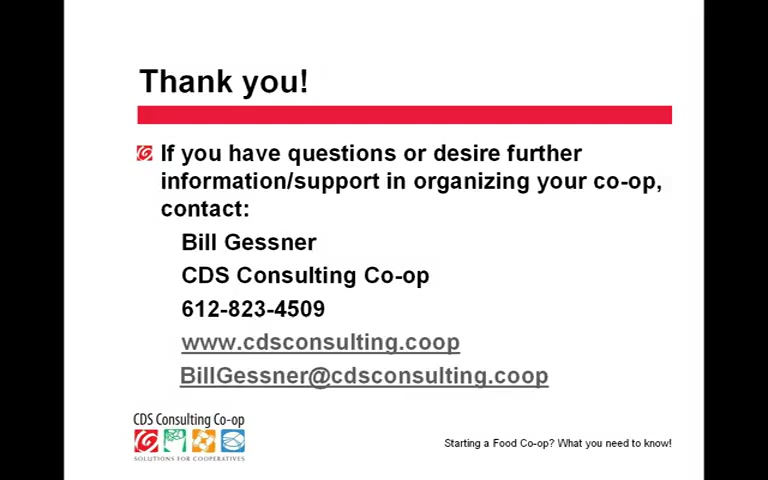 Thank you!
If you have questions or desire further
information/support in organizing your co-op,
contact:
Bill Gessner
CDS Consulting Co-op
612-823-4509
www.cdsconsulting.coop
BillGessner@cdsconsulting.coop
CDS Consulting Co-op
SOLUTIONS FOR COOPERATIVES
Starting a Food Co-op? What you need to know!